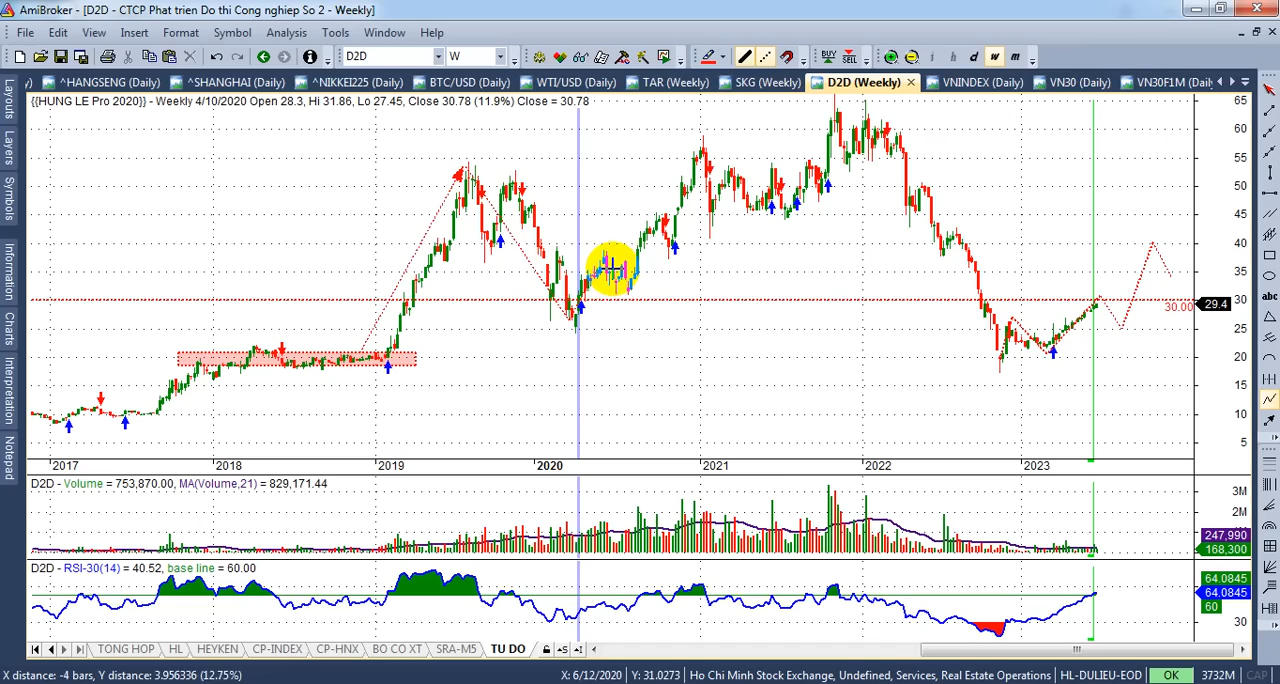 AmiBroker - [D2D - CTCP Phat trien Do thi Cong nghiep So 2 - Weekly]
File Edit View Insert Format Symbol Analysis Tools Window Help
D2D W BUY SELL i h d w m
^HANGSENG (Daily) ^SHANGHAI (Daily) ^NIKKEI225 (Daily) BTC/USD (Daily) WTI/USD (Daily) TAR (Weekly) SKG (Weekly) D2D (Weekly) VNINDEX (Daily) VN30 (Daily) VN30F1M (Daily
Layouts
Layers
Symbols
Information
Charts
Interpretation
Notepad
{{HUNG LE Pro 2020}} - Weekly 4/10/2020 Open 28.3, Hi 31.86, Lo 27.45, Close 30.78 (11.9%) Close = 30.78
65
60
55
50
45
40
35
30
30.00
29.4
25
20
15
10
5
abc
2017 2018 2019 2020 2021 2022 2023
D2D - Volume = 753,870.00, MA(Volume,21) = 829,171.44
3M
2M
247,990
168,300
D2D - RSI-30(14) = 40.52, base line = 60.00
64.0845
64.0845
60
30
TONG HOP HL HEYKEN CP-INDEX CP-HNX BO CO XT SRA-M5 TU DO
X distance: -4 bars, Y distance: 3.956336 (12.75%) X: 6/12/2020 Y: 31.0273 Ho Chi Minh Stock Exchange, Undefined, Services, Real Estate Operations HL-DULIEU-EOD OK 3732M CAP